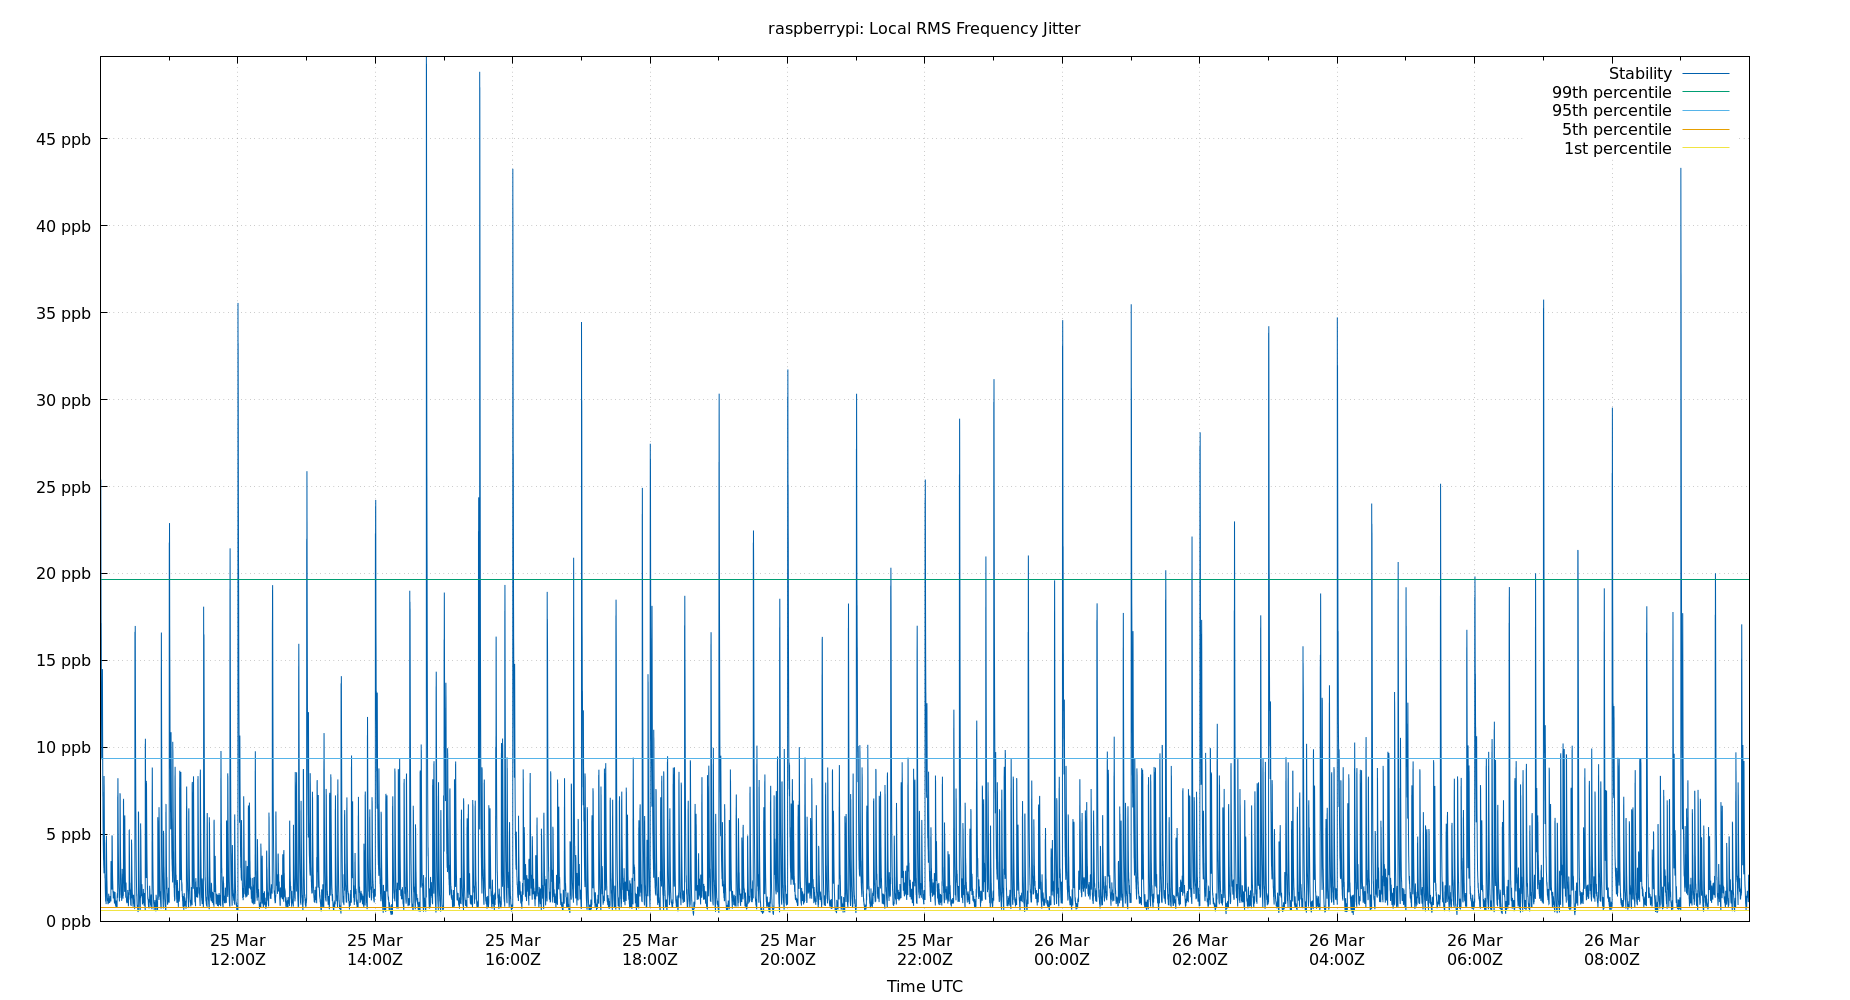 raspberrypi: Local RMS Frequency Jitter
Stability
99th percentile
95th percentile
5th percentile
1st percentile
45 ppb
40 ppb
35 ppb
30 ppb
25 ppb
20 ppb
15 ppb
10 ppb
5 ppb
0 ppb
25 Mar 25 Mar 25 Mar 25 Mar 25 Mar 25 Mar 26 Mar 26 Mar 26 Mar 26 Mar 26 Mar
12:00Z 14:00Z 16:00Z 18:00Z 20:00Z 22:00Z 00:00Z 02:00Z 04:00Z 06:00Z 08:00Z
Time UTC